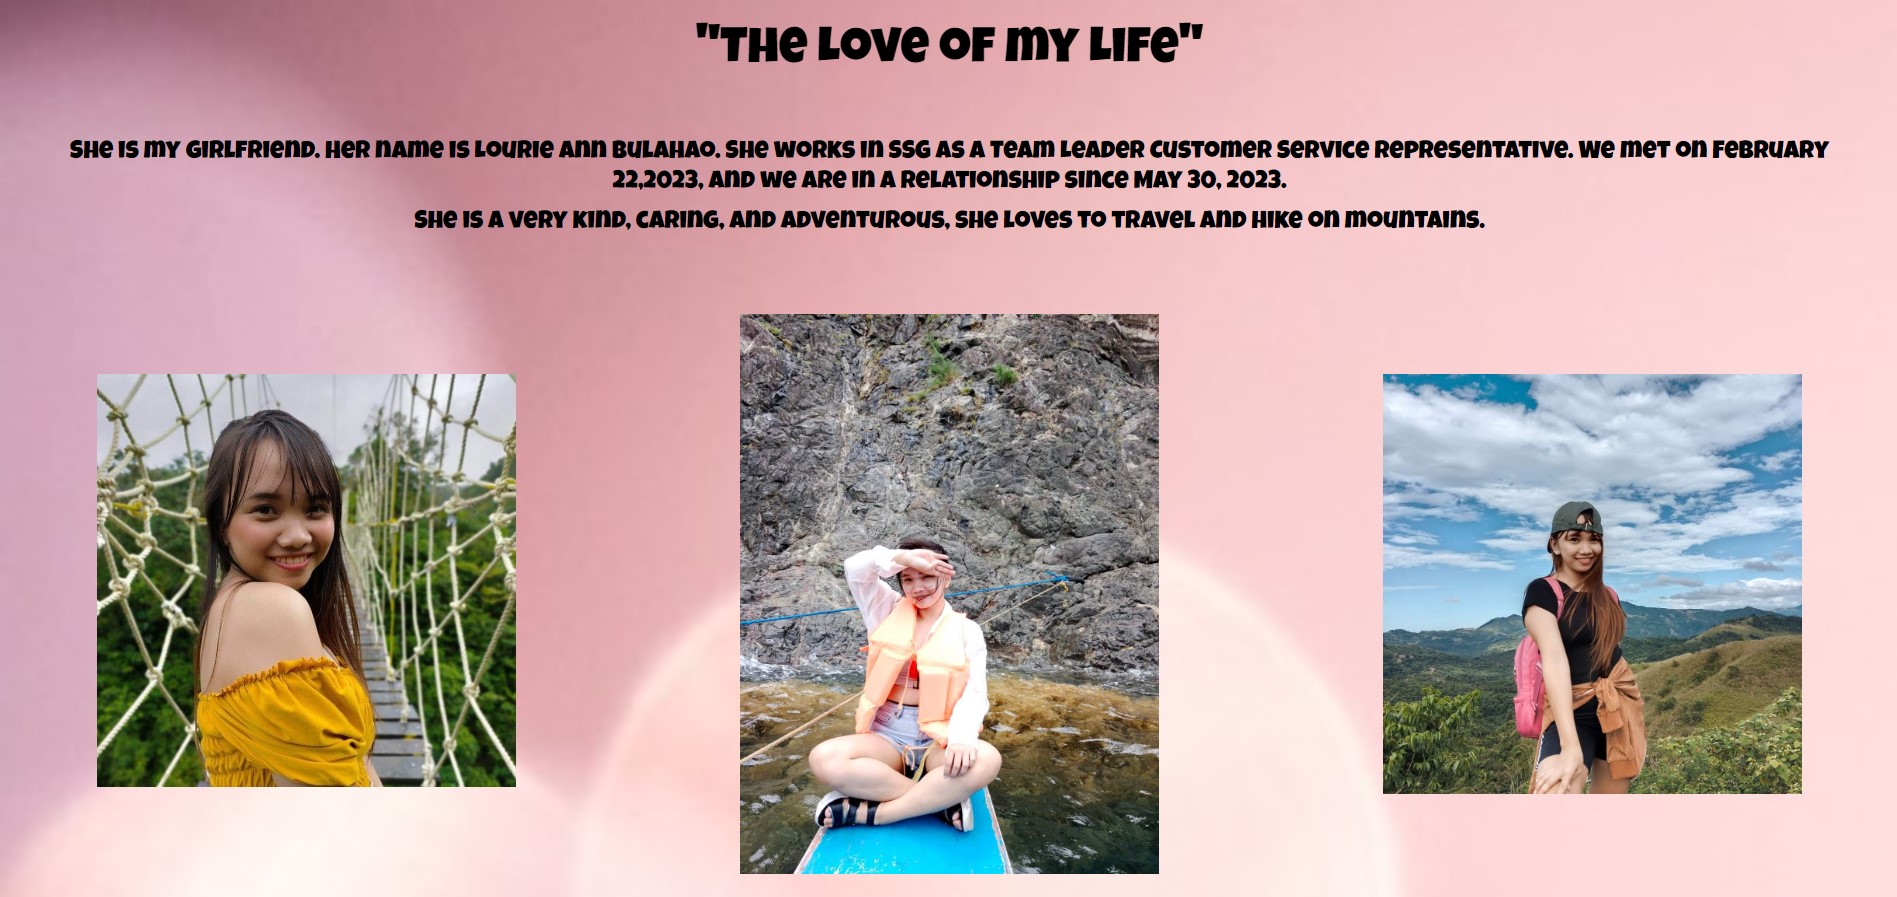 "The Love of my Life"
She is my girlfriend. Her name is Lourie Ann Bulahao. She works in SSG as a Team Leader Customer Service Representative. We met on February
22,2023, and we are in a relationship since May 30, 2023.
She is a very kind, caring, and adventurous, she loves to travel and hike on mountains.